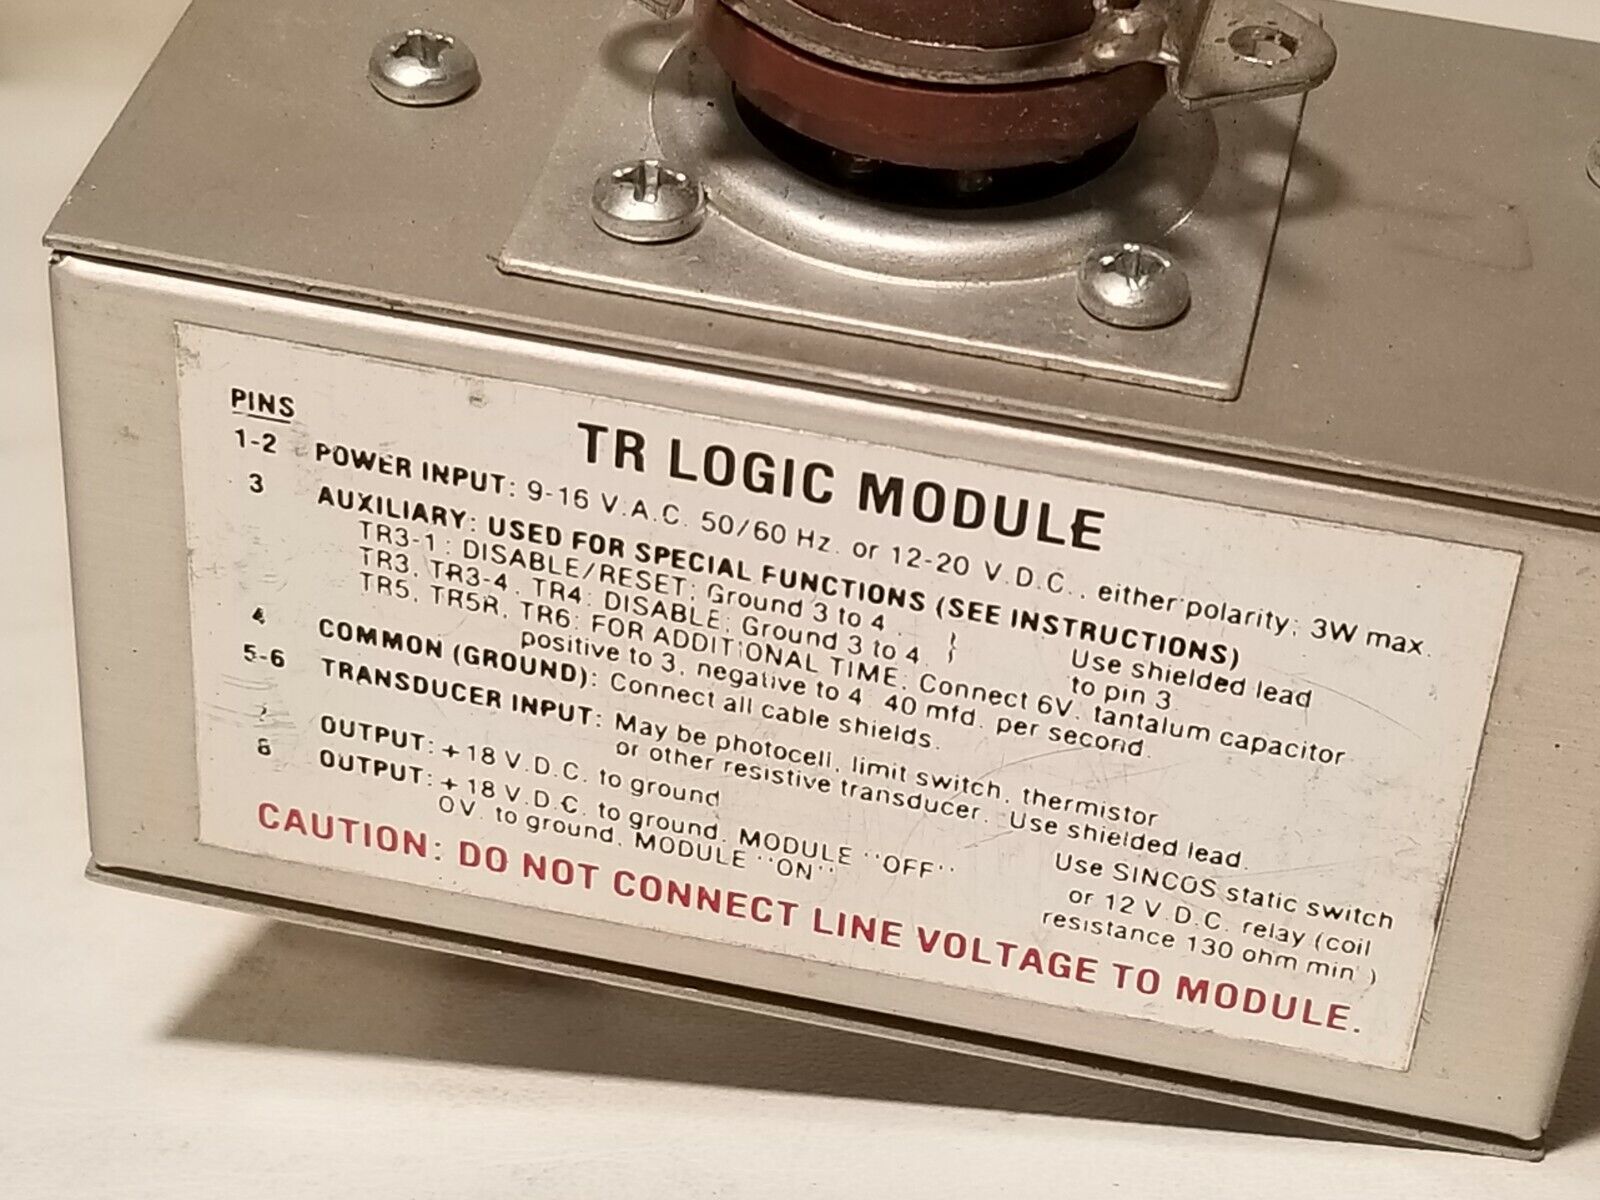 TR LOGIC MODULE
PINS
1-2 POWER INPUT: 9-16 V.A.C. 50/60 Hz. or 12-20 V.D.C., either polarity; 3W max.
3 AUXILIARY: USED FOR SPECIAL FUNCTIONS (SEE INSTRUCTIONS)
TR3-1: DISABLE/RESET; Ground 3 to 4. } Use shielded lead
TR3, TR3-4, TR4: DISABLE; Ground 3 to 4. } to pin 3.
TR5, TR5R, TR6: FOR ADDITIONAL TIME; Connect 6V. tantalum capacitor
positive to 3, negative to 4. 40 mfd. per second.
4 COMMON (GROUND): Connect all cable shields.
5-6 TRANSDUCER INPUT: May be photocell, limit switch, thermistor
or other resistive transducer. Use shielded lead.
7 OUTPUT: +18 V.D.C. to ground
8 OUTPUT: +18 V.D.C. to ground, MODULE "OFF"
0V. to ground, MODULE "ON"
Use SINCOS static switch
or 12 V.D.C. relay (coil
resistance 130 ohm min.)
CAUTION: DO NOT CONNECT LINE VOLTAGE TO MODULE.